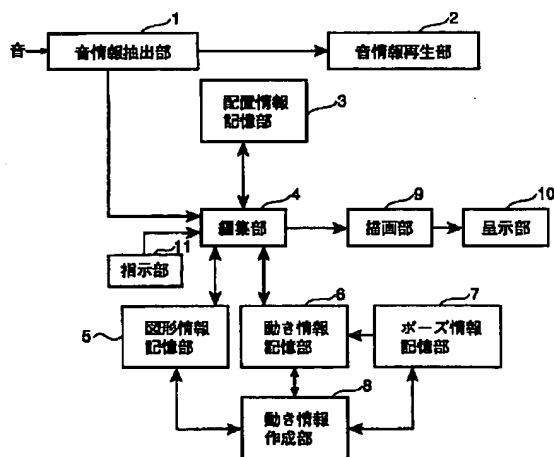 1
2
音
音情報抽出部
音情報再生部
配置情報
記憶部
3
4
9
10
編集部
描画部
呈示部
11
指示部
6
7
5
図形情報
記憶部
動き情報
記憶部
ポーズ情報
記憶部
8
動き情報
作成部